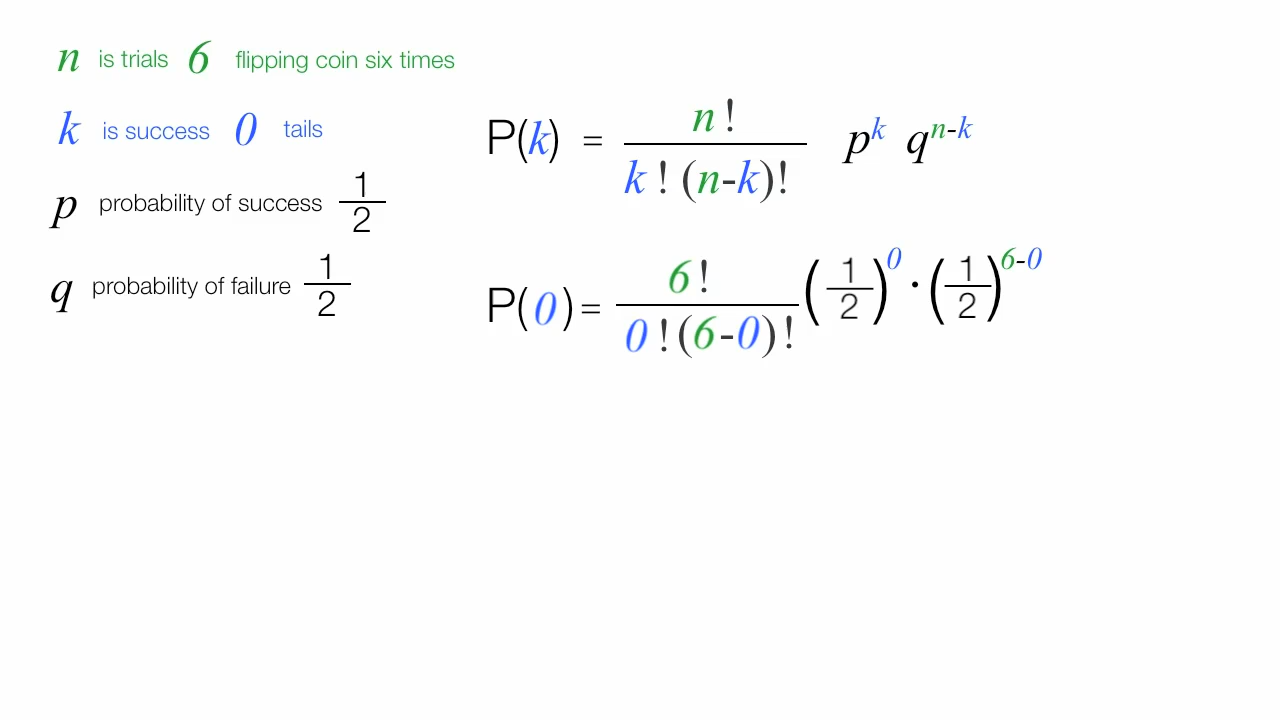 n is trials 6 flipping coin six times
k is success 0 tails
p probability of success 1/2
q probability of failure 1/2
P(k) = n! / k!(n-k)! p^k q^n-k
P(0) = 6! / 0!(6-0)! (1/2)^0 · (1/2)^6-0